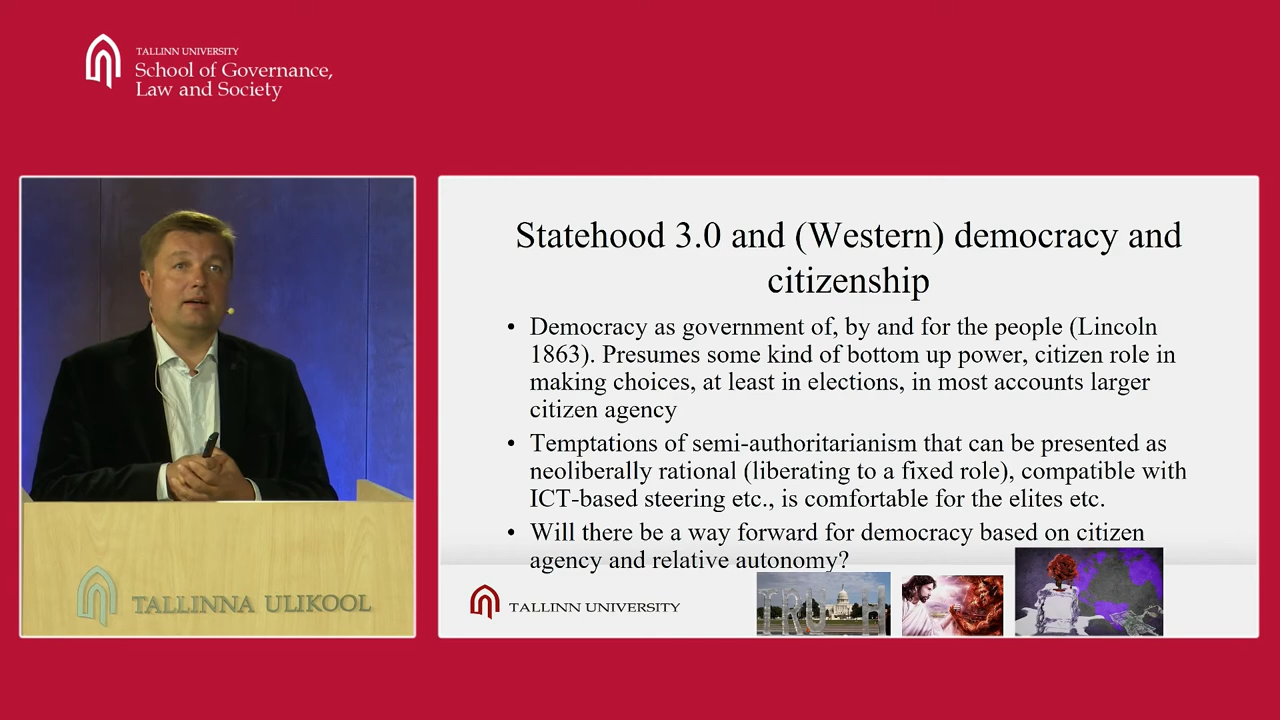 TALLINN UNIVERSITY
School of Governance,
Law and Society
Statehood 3.0 and (Western) democracy and
citizenship
• Democracy as government of, by and for the people (Lincoln
1863). Presumes some kind of bottom up power, citizen role in
making choices, at least in elections, in most accounts larger
citizen agency
• Temptations of semi-authoritarianism that can be presented as
neoliberally rational (liberating to a fixed role), compatible with
ICT-based steering etc., is comfortable for the elites etc.
• Will there be a way forward for democracy based on citizen
agency and relative autonomy?
TALLINN UNIVERSITY
TRUTH
TALLINNA ULIKOOL